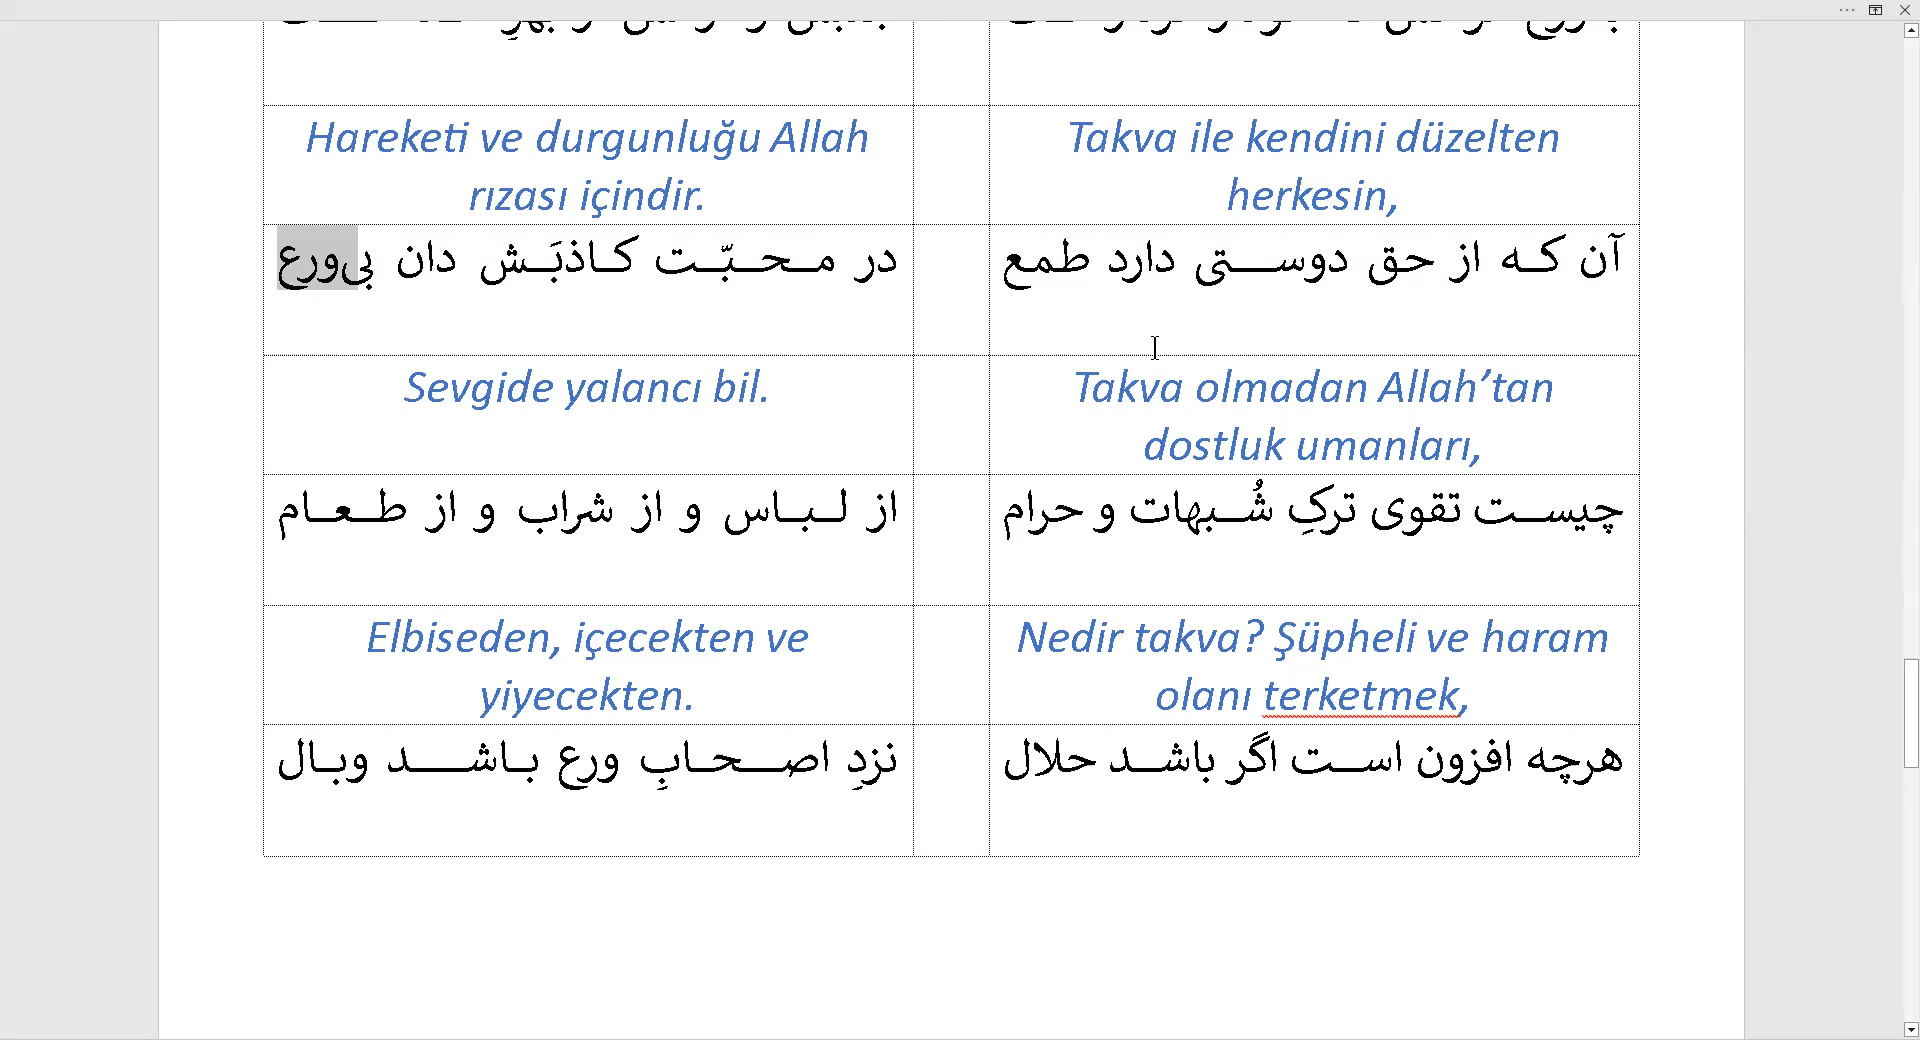 Takva ile kendini düzelten
herkesin,
Hareketi ve durgunluğu Allah
rızası içindir.
آن که از حق دوستی دارد طمع
در محبّت کاذبَش دان بی‌ورع
Takva olmadan Allah’tan
dostluk umanları,
Sevgide yalancı bil.
چیست تقوی ترکِ شُبهات و حرام
از لباس و از شراب و از طعام
Nedir takva? Şüpheli ve haram
olanı terketmek,
Elbiseden, içecekten ve
yiyecekten.
هرچه افزون است اگر باشد حلال
نزدِ اصحابِ ورع باشد وبال